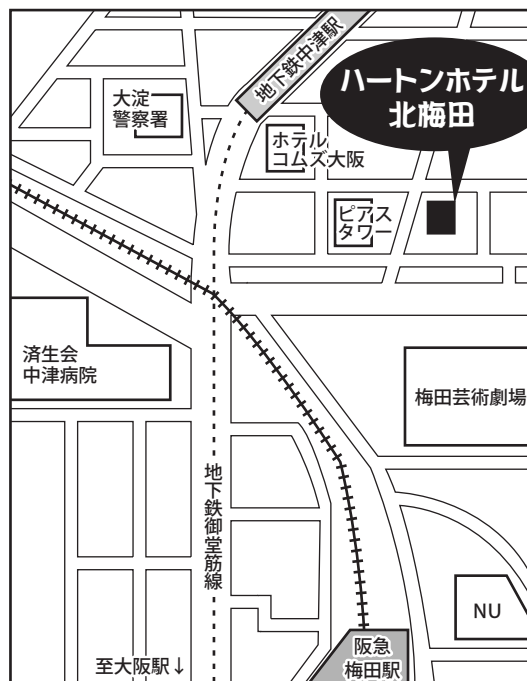 地下鉄中津駅
ハートンホテル
北梅田
大淀
警察署
ホテル
コムズ大阪
ピアス
タワー
済生会
中津病院
梅田芸術劇場
地下鉄御堂筋線
NU
阪急
梅田駅
至大阪駅↓